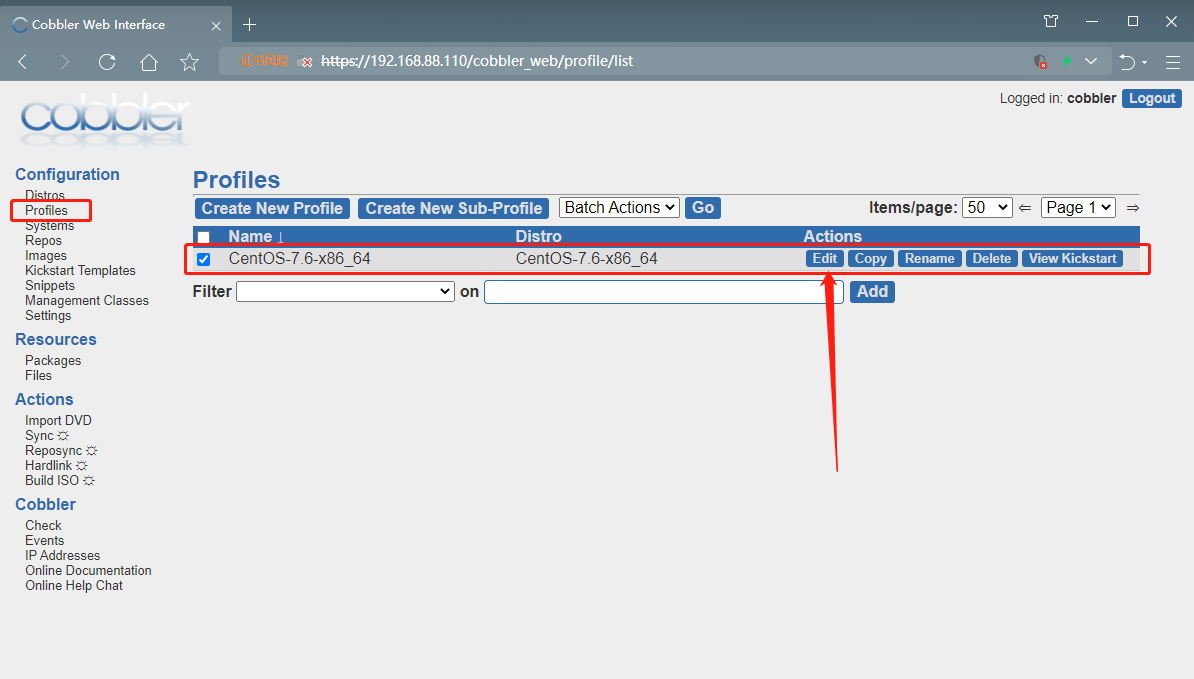 Cobbler Web Interface
证书风险 https://192.168.88.110/cobbler_web/profile/list
Logged in: cobbler Logout
cobbler
Configuration
Distros
Profiles
Systems
Repos
Images
Kickstart Templates
Snippets
Management Classes
Settings
Resources
Packages
Files
Actions
Import DVD
Sync
Reposync
Hardlink
Build ISO
Cobbler
Check
Events
IP Addresses
Online Documentation
Online Help Chat
Profiles
Create New Profile Create New Sub-Profile Batch Actions Go Items/page: 50 ⇐ Page 1 ⇒
Name ↓ Distro Actions
CentOS-7.6-x86_64 CentOS-7.6-x86_64 Edit Copy Rename Delete View Kickstart
Filter on Add